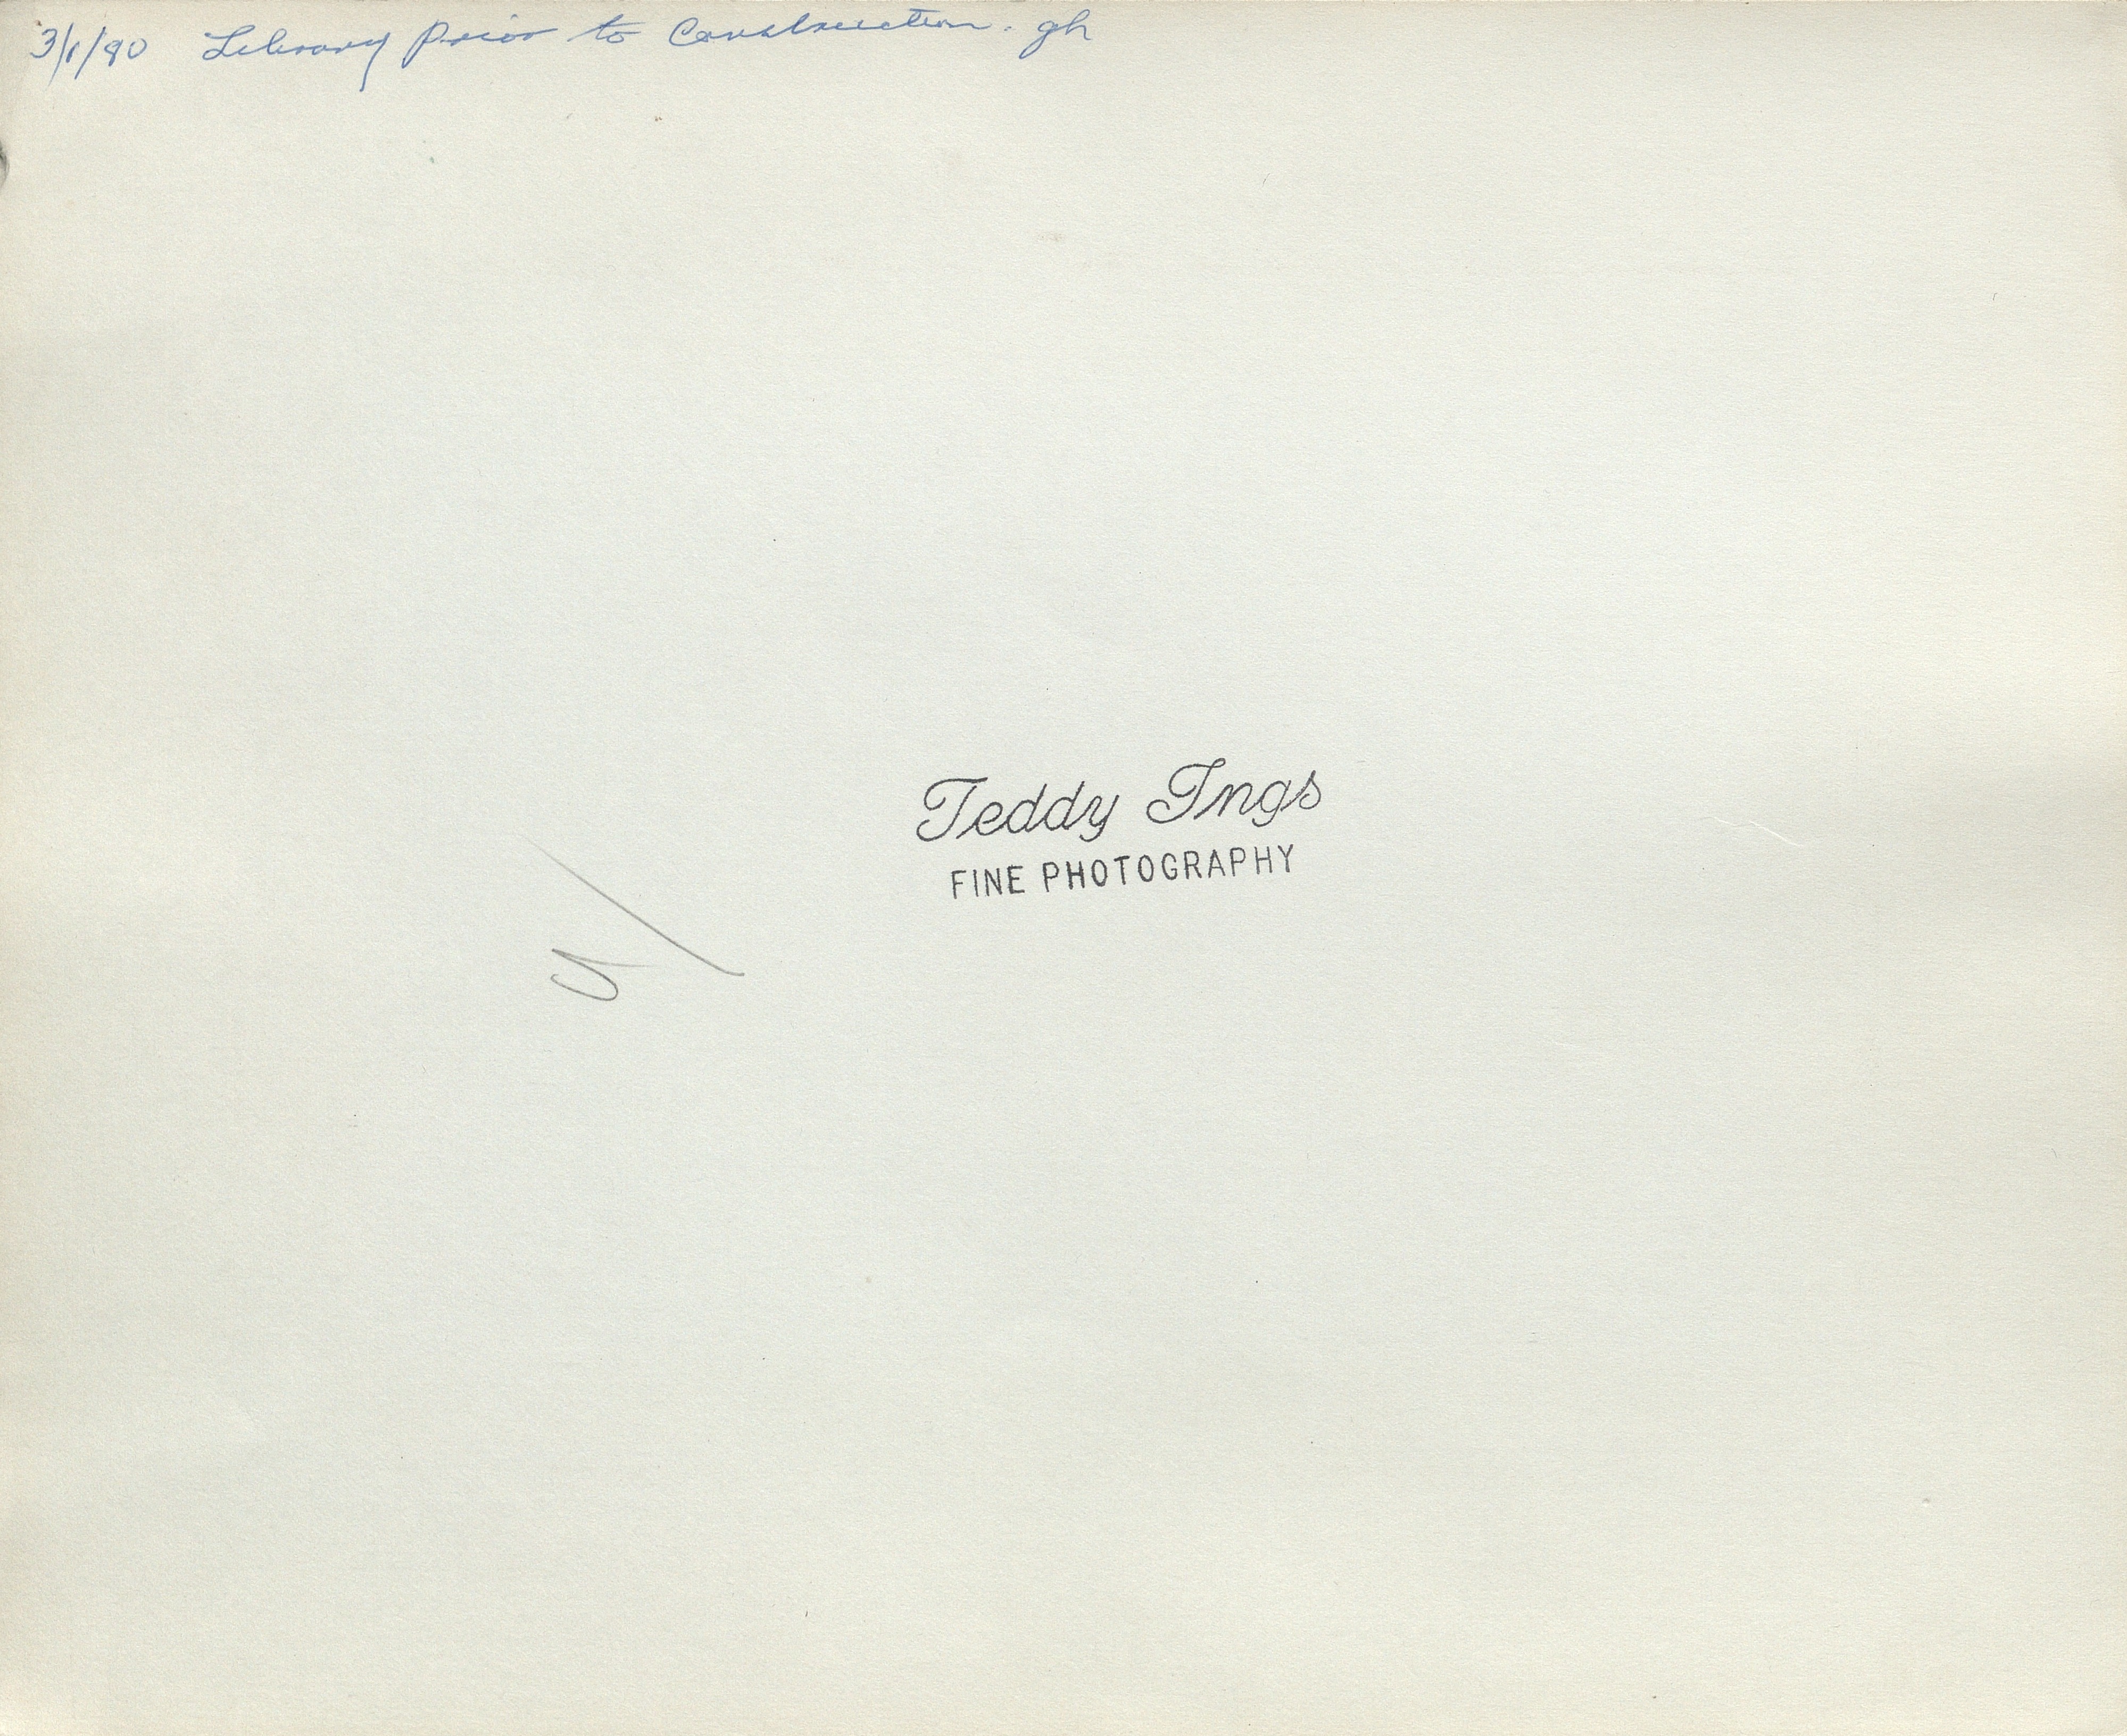 3/1/90 Library prior to Construction. gh
Teddy Ings
FINE PHOTOGRAPHY